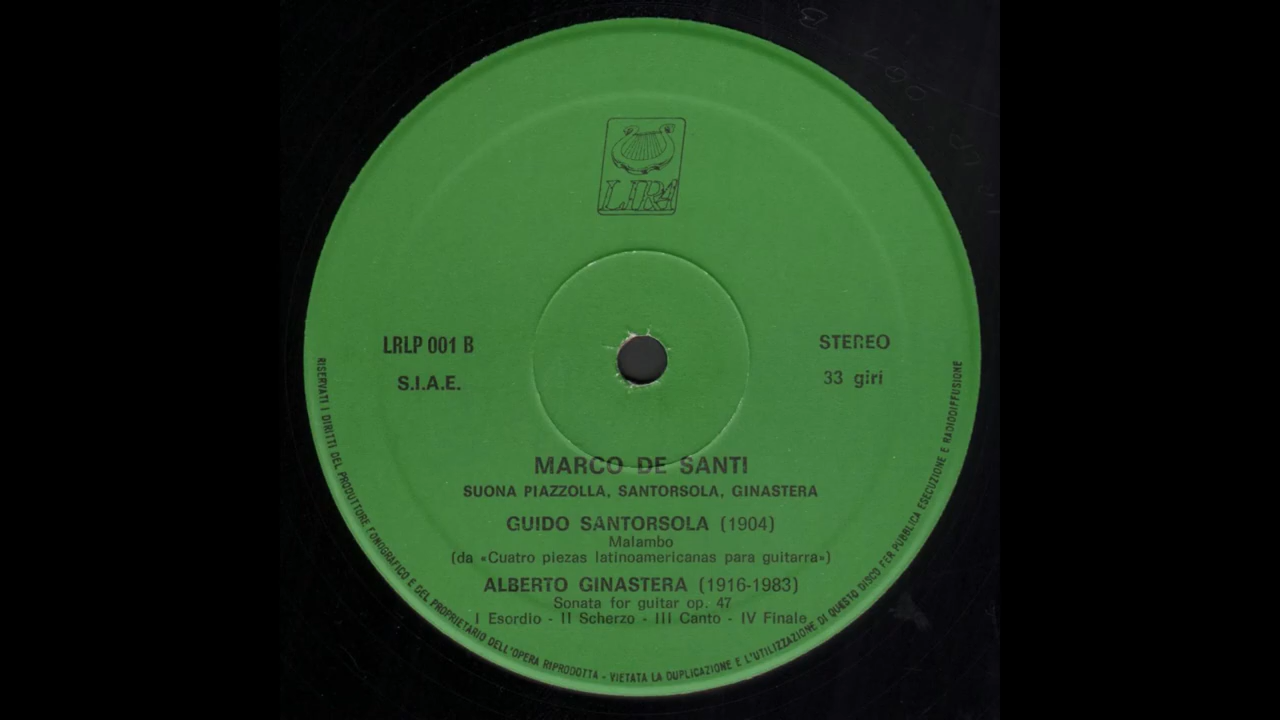 LIRA
LRLP 001 B
S.I.A.E.
STEREO
33 giri
MARCO DE SANTI
SUONA PIAZZOLLA, SANTORSOLA, GINASTERA
GUIDO SANTORSOLA (1904)
Malambo
(da «Cuatro piezas latinoamericanas para guitarra»)
ALBERTO GINASTERA (1916-1983)
Sonata for guitar op. 47
I Esordio - II Scherzo - III Canto - IV Finale
RISERVATI I DIRITTI DEL PRODUTTORE FONOGRAFICO E DEL PROPRIETARIO DELL'OPERA RIPRODOTTA - VIETATA LA DUPLICAZIONE E L'UTILIZZAZIONE DI QUESTO DISCO PER PUBBLICA ESECUZIONE E RADIODIFFUSIONE